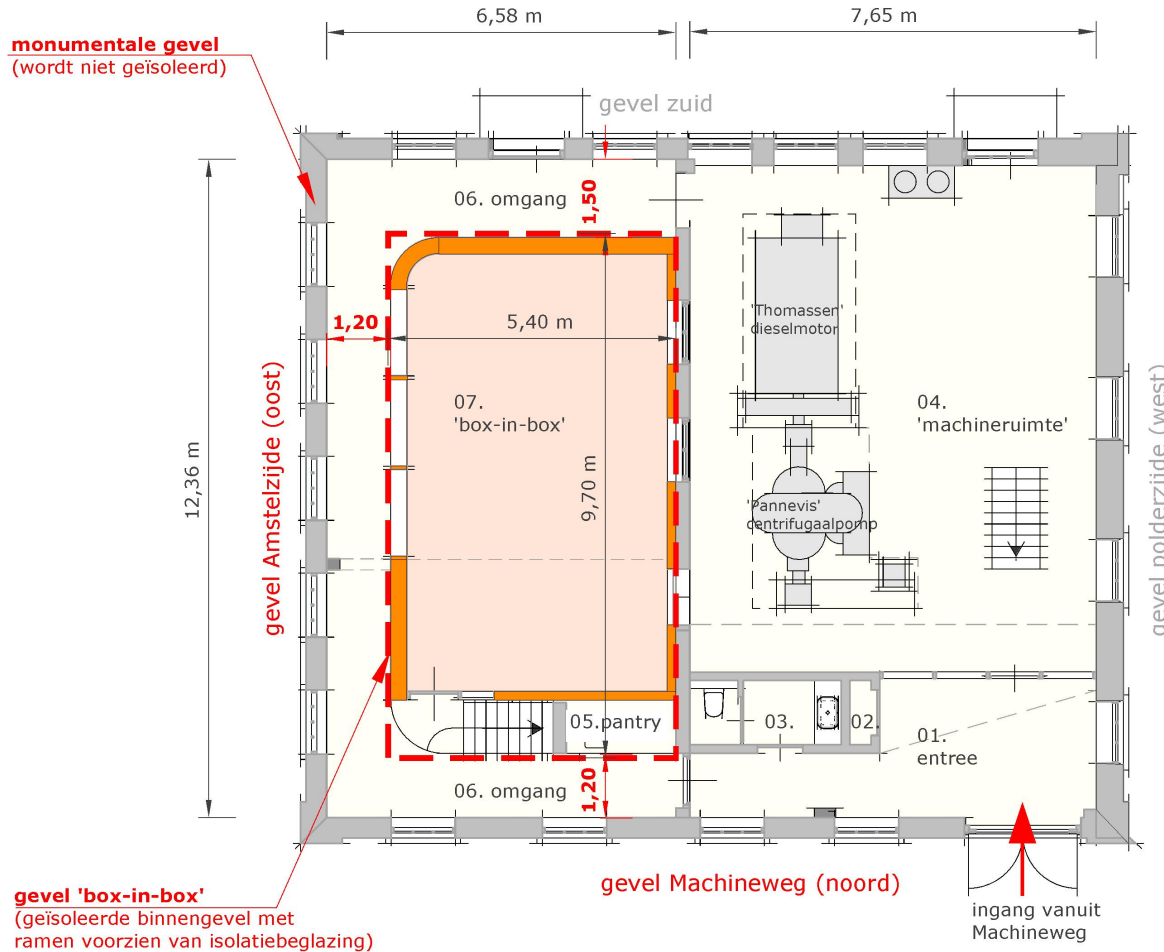 6,58 m
7,65 m
monumentale gevel
(wordt niet geïsoleerd)
gevel zuid
06. omgang
1,50
1,20
5,40 m
'Thomassen'
dieselmotor
07.
'box-in-box'
04.
'machineruimte'
12,36 m
9,70 m
gevel Amstelzijde (oost)
gevel polderzijde (west)
'Pannevis'
centrifugaalpomp
05.pantry
03.
02.
01.
entree
06. omgang
1,20
gevel Machineweg (noord)
gevel 'box-in-box'
(geïsoleerde binnengevel met
ramen voorzien van isolatiebeglazing)
ingang vanuit
Machineweg